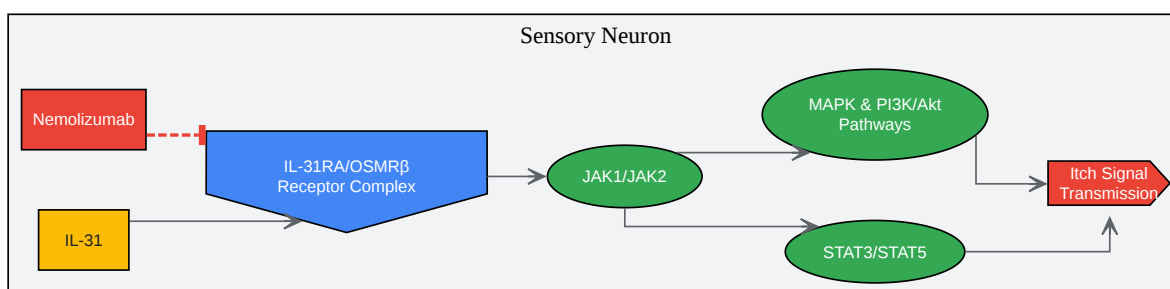 Sensory Neuron
Nemolizumab
IL-31
IL-31RA/OSMRβ
Receptor Complex
JAK1/JAK2
MAPK & PI3K/Akt
Pathways
STAT3/STAT5
Itch Signal
Transmission